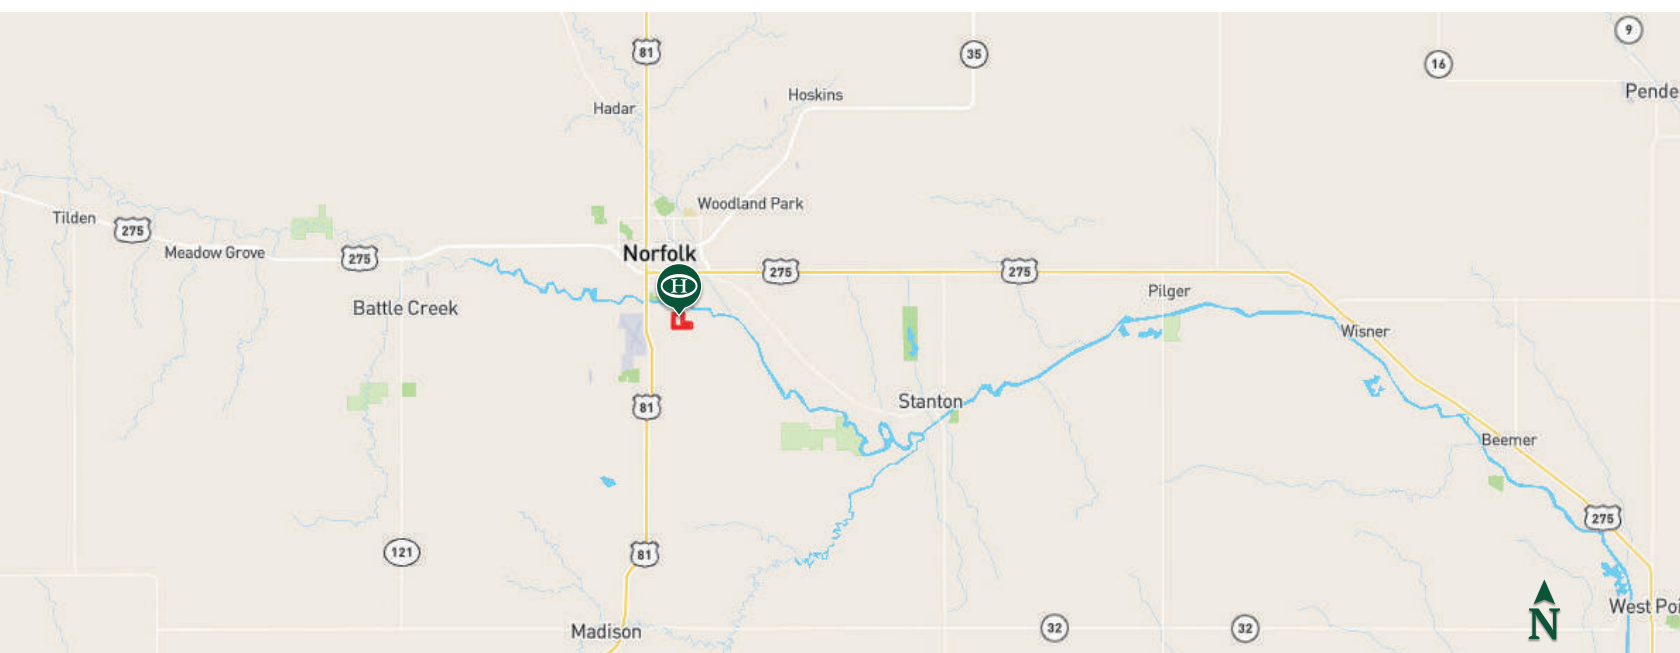 9
81
35
16
Pende
Hoskins
Hadar
Woodland Park
Tilden
275
Meadow Grove
275
Norfolk
275
275
H
Battle Creek
Pilger
Wisner
81
Stanton
Beemer
275
121
81
West Poi
N
Madison
32
32